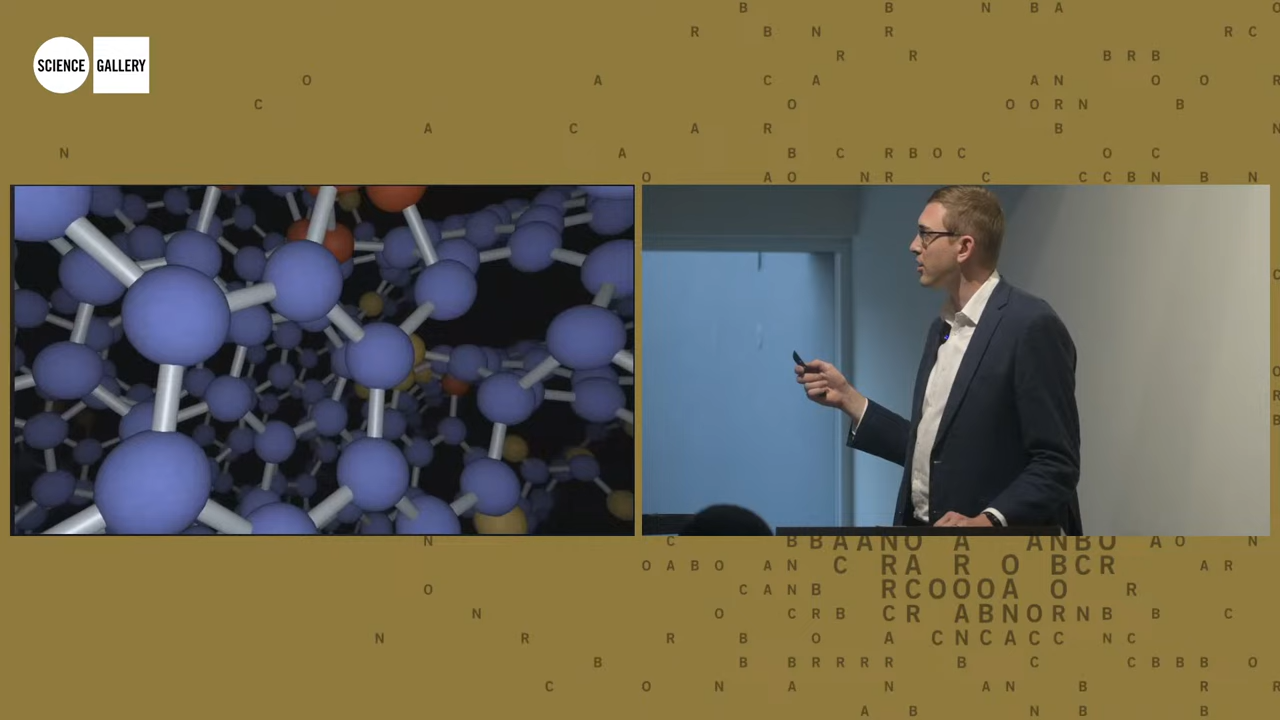 SCIENCE GALLERY
B B N B A O
R B N R R C
R R B R B
O A C A A N O O R
C O O O R N B
A C A R B N
N A B C R B O C O C
O A O N R C C C B N B N
C
O
R
B
N C B B A A N O A A N B O A O N
O A B O A N C R A R O B C R A R
O C A N B R C O O O A O R
N O C R B C R A B N O R N B B C
N R R B O A C N C A C C N C
B B B R R R R B C C B B B O
C O N A N A N B R R
A B N B B